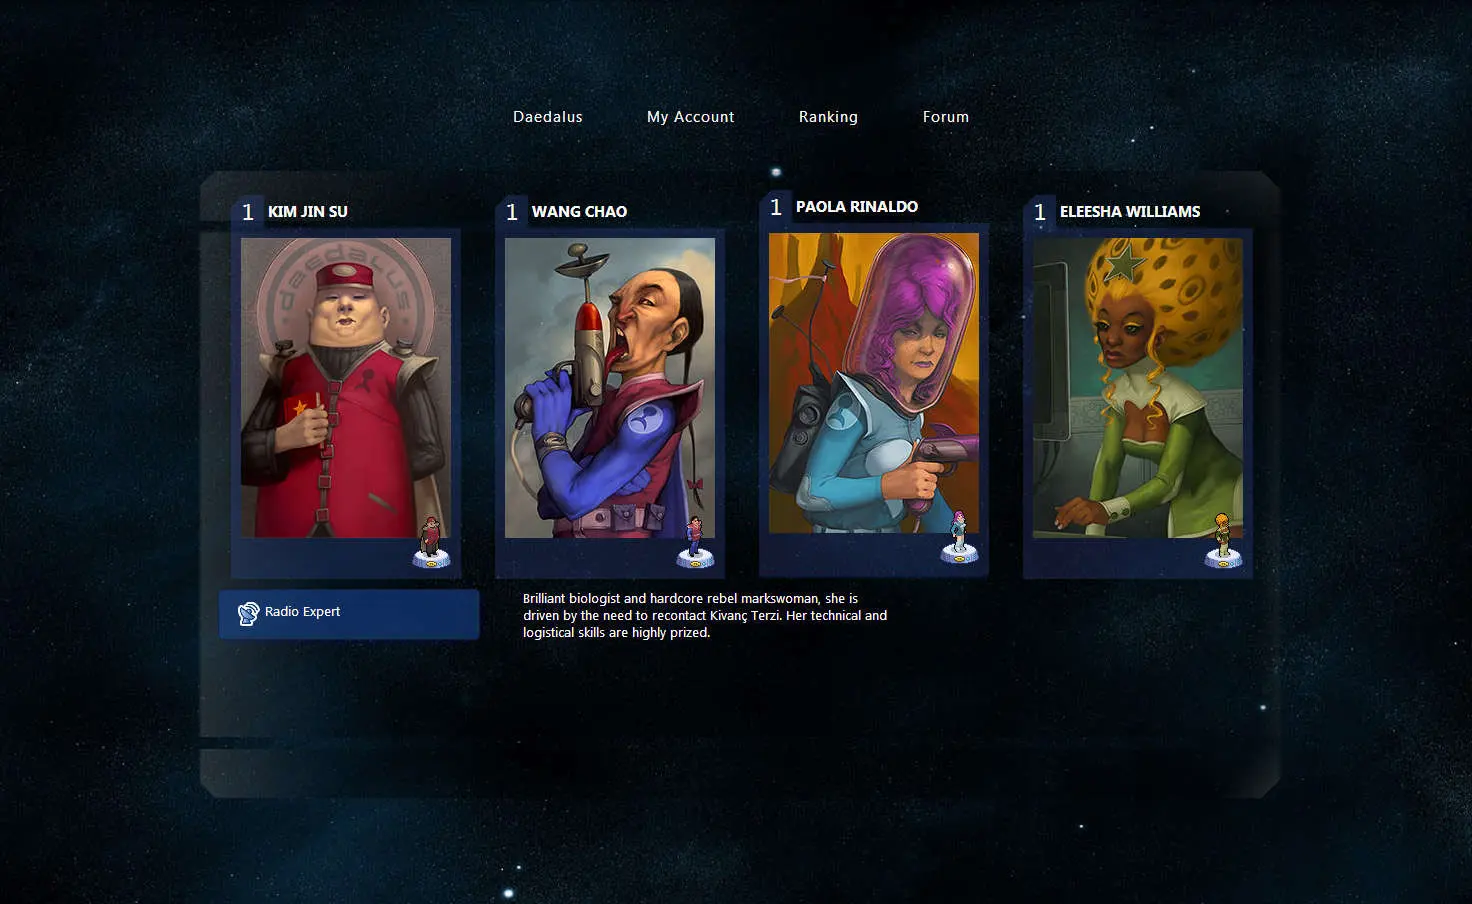 Daedalus
My Account
Ranking
Forum
1 KIM JIN SU
1 WANG CHAO
1 PAOLA RINALDO
1 ELEESHA WILLIAMS
daedalus
Radio Expert
Brilliant biologist and hardcore rebel markswoman, she is
driven by the need to recontact Kivanç Terzi. Her technical and
logistical skills are highly prized.